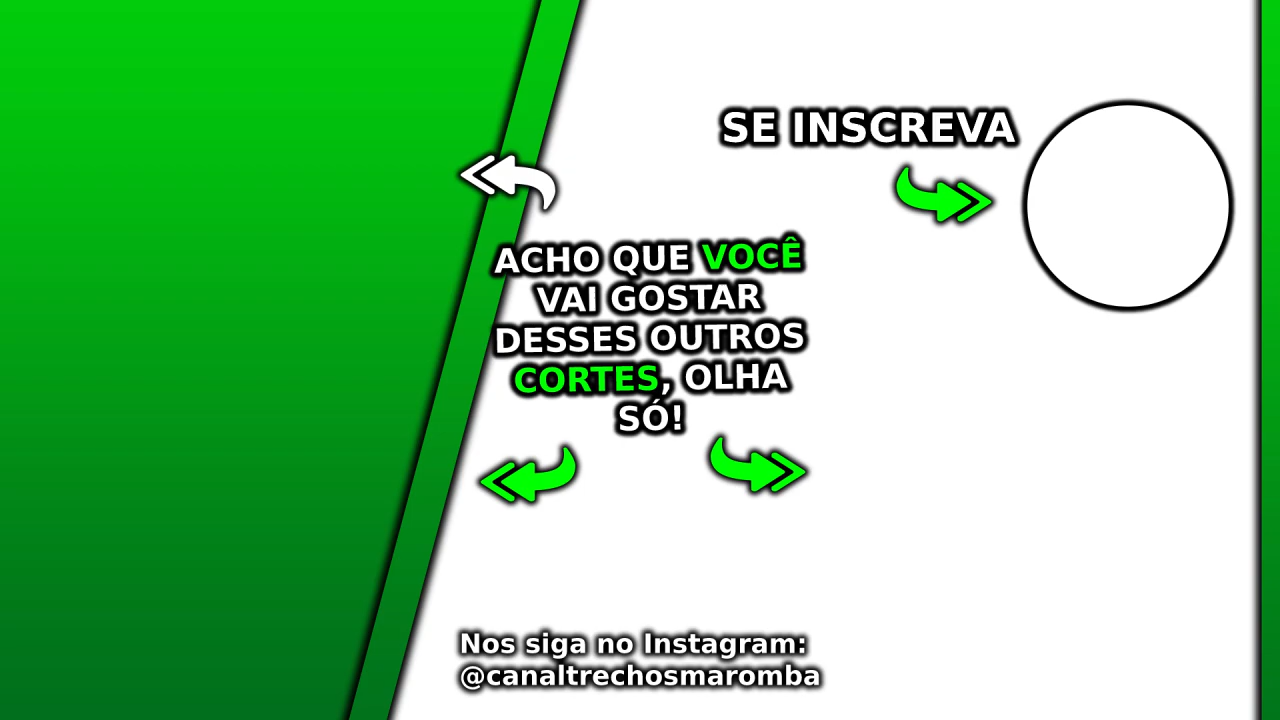 SE INSCREVA
ACHO QUE VOCÊ
VAI GOSTAR
DESSES OUTROS
CORTES, OLHA
SÓ!
Nos siga no Instagram:
@canaltrechosmaromba